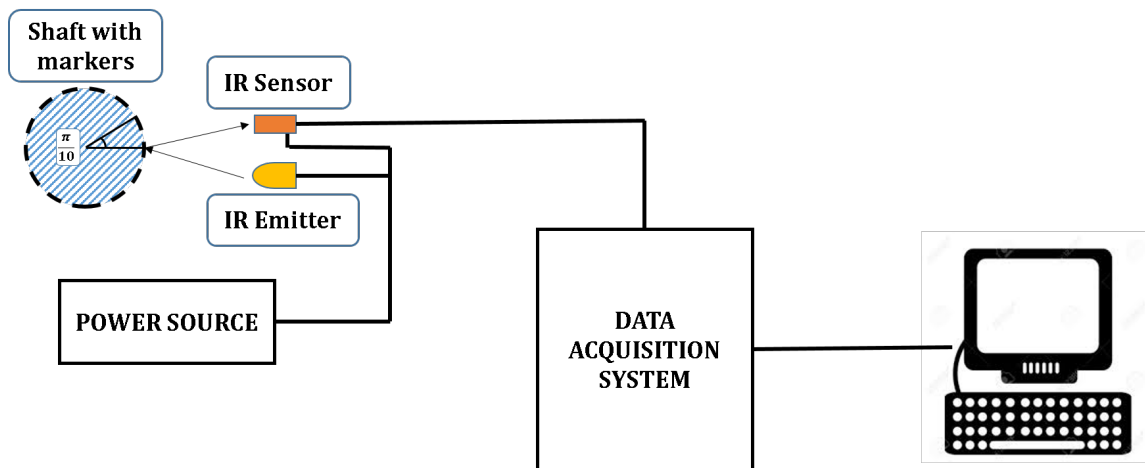 Shaft with
markers
IR Sensor
π
10
IR Emitter
POWER SOURCE
DATA
ACQUISITION
SYSTEM